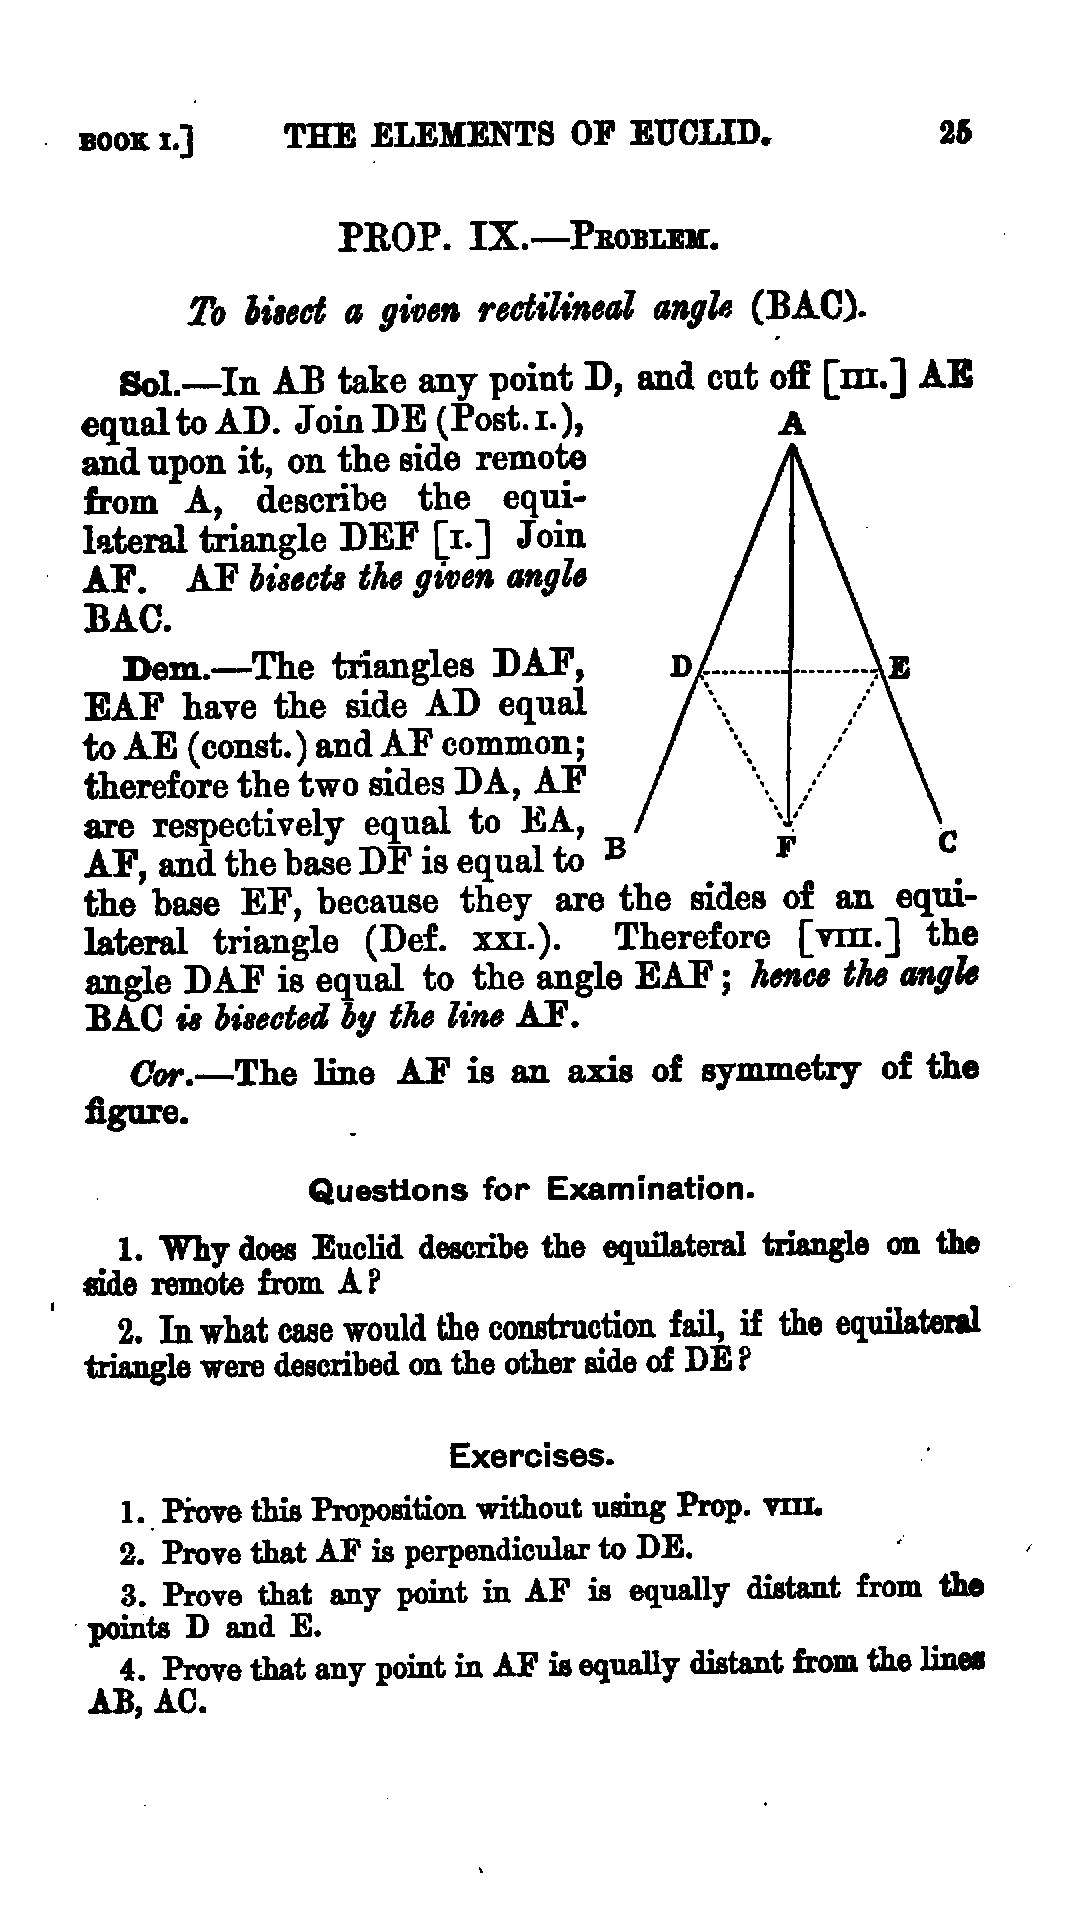 BOOK I.] THE ELEMENTS OF EUCLID. 25
PROP. IX.—PROBLEM.
To bisect a given rectilineal angle (BAC).
Sol.—In AB take any point D, and cut off [III.] AE
equal to AD. Join DE (Post. I.),
and upon it, on the side remote
from A, describe the equi-
lateral triangle DEF [I.] Join
AF. AF bisects the given angle
BAC.
Dem.—The triangles DAF,
EAF have the side AD equal
to AE (const.) and AF common;
therefore the two sides DA, AF
are respectively equal to EA,
AF, and the base DF is equal to
A
D
E
B
F
C
the base EF, because they are the sides of an equi-
lateral triangle (Def. XXI.). Therefore [VIII.] the
angle DAF is equal to the angle EAF; hence the angle
BAC is bisected by the line AF.
Cor.—The line AF is an axis of symmetry of the
figure.
Questions for Examination.
1. Why does Euclid describe the equilateral triangle on the
side remote from A?
2. In what case would the construction fail, if the equilateral
triangle were described on the other side of DE?
Exercises.
1. Prove this Proposition without using Prop. VIII.
2. Prove that AF is perpendicular to DE.
3. Prove that any point in AF is equally distant from the
points D and E.
4. Prove that any point in AF is equally distant from the lines
AB, AC.